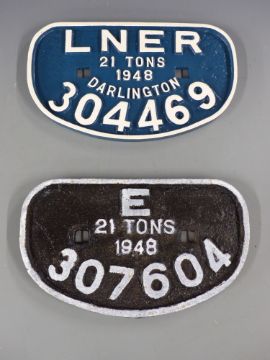 LNER
21 TONS
1948
DARLINGTON
304469
E
21 TONS
1948
307604